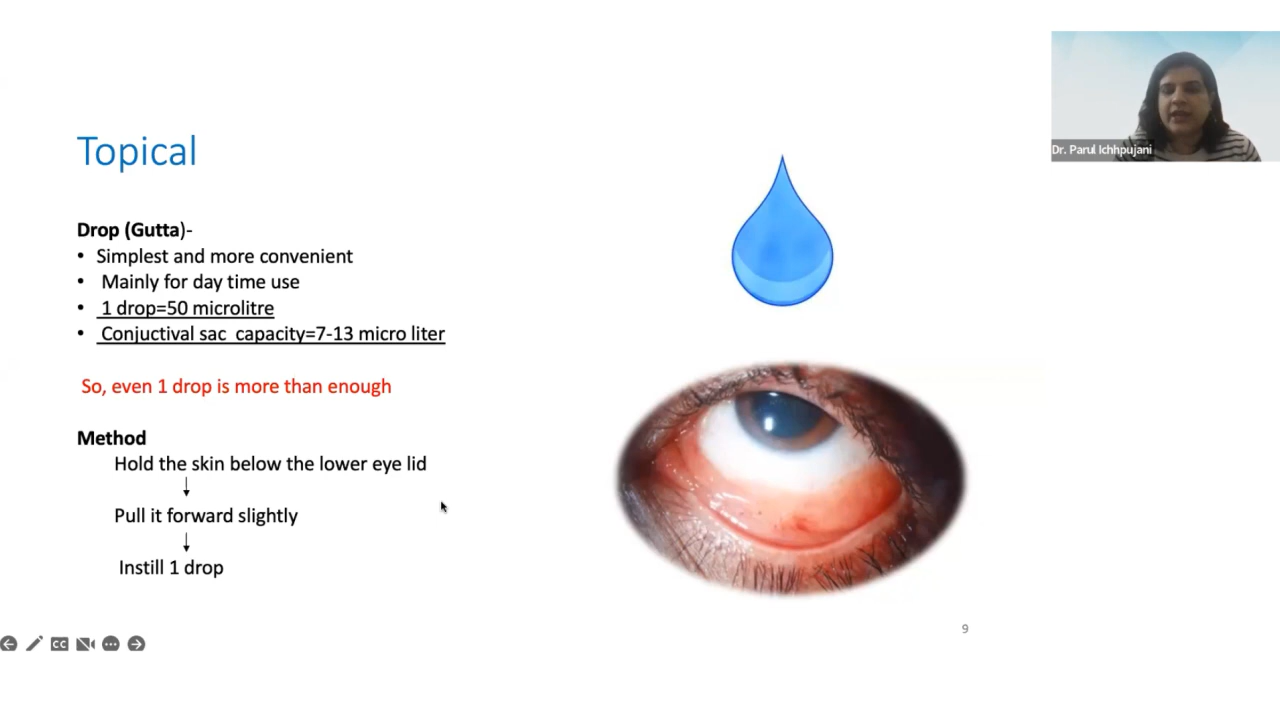 Dr. Parul Ichhpujani
Topical
Drop (Gutta)-
• Simplest and more convenient
• Mainly for day time use
• 1 drop=50 microlitre
• Conjuctival sac capacity=7-13 micro liter
So, even 1 drop is more than enough
Method
Hold the skin below the lower eye lid
↓
Pull it forward slightly
↓
Instill 1 drop
9
CC